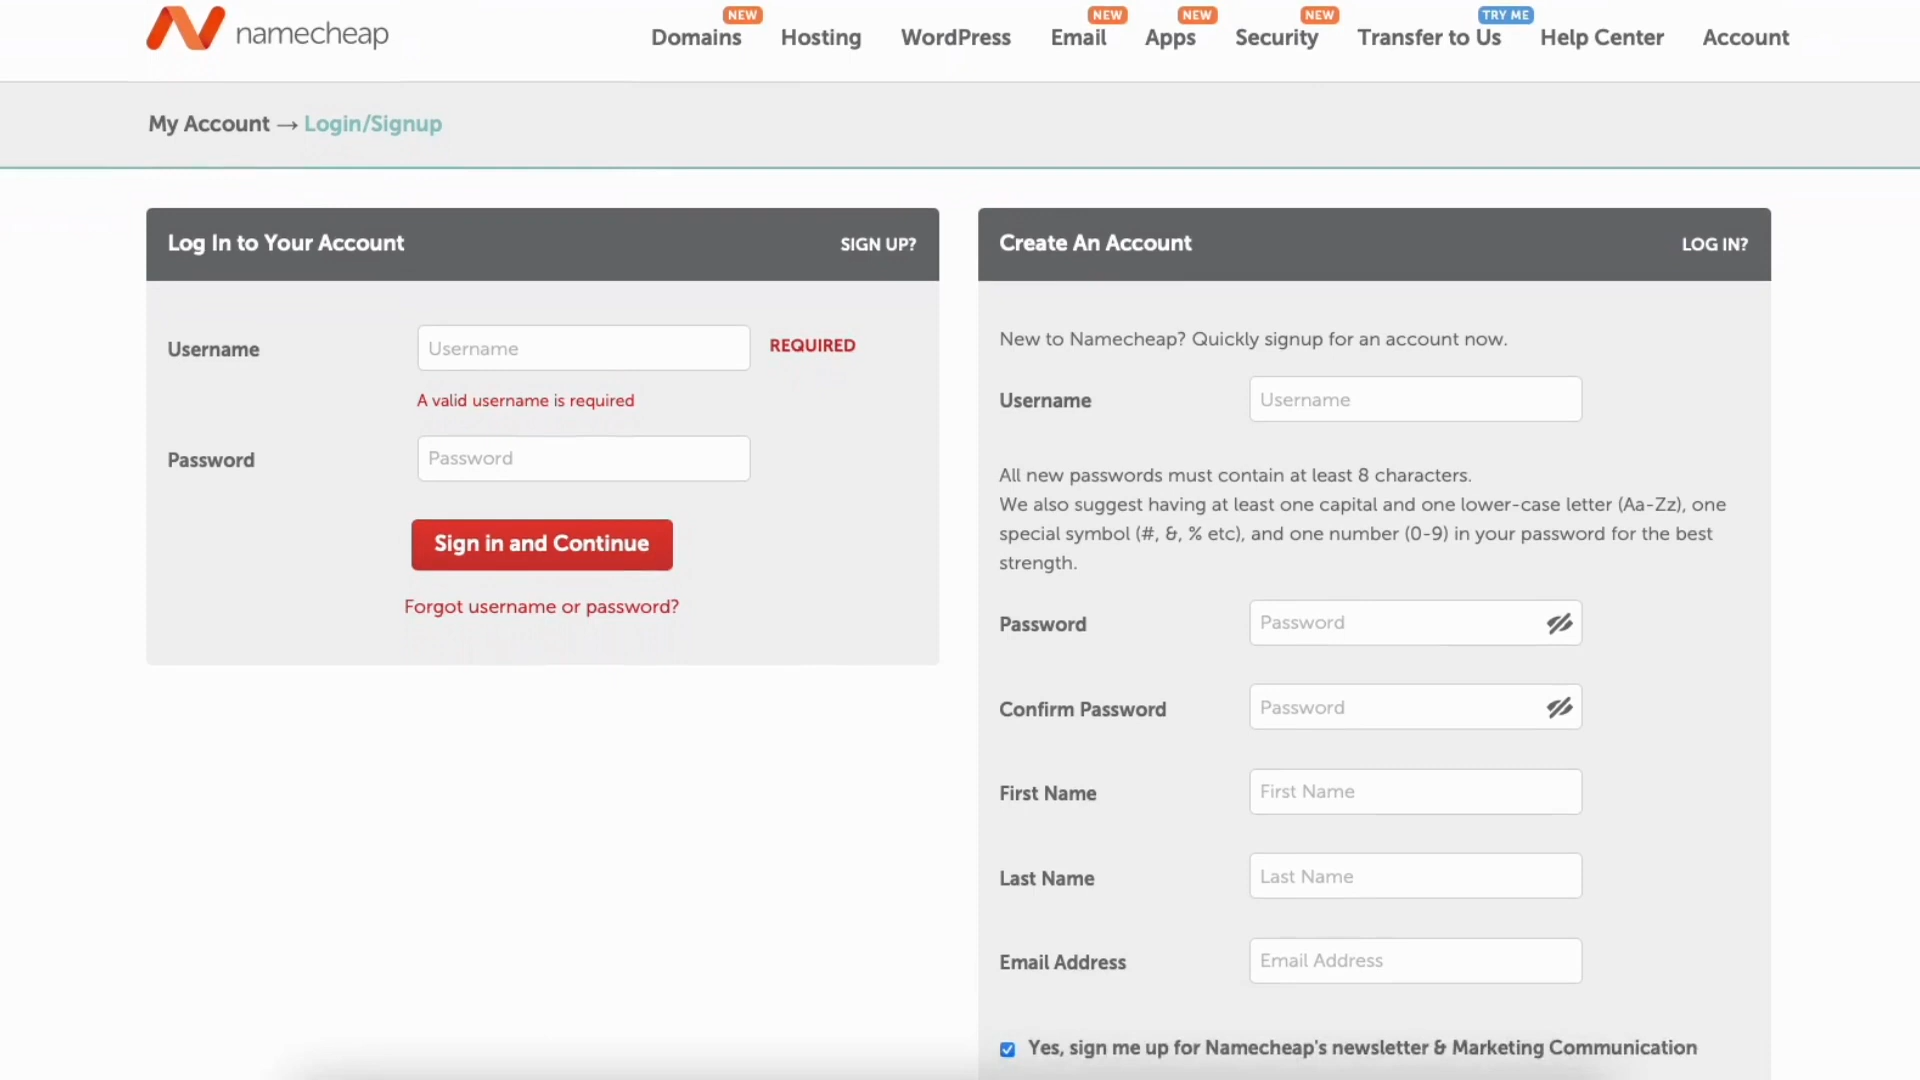 namecheap
NEW NEW NEW NEW TRY ME
Domains Hosting WordPress Email Apps Security Transfer to Us Help Center Account
My Account → Login/Signup
Log In to Your Account SIGN UP?
Username Username REQUIRED
A valid username is required
Password Password
Sign in and Continue
Forgot username or password?
Create An Account LOG IN?
New to Namecheap? Quickly signup for an account now.
Username Username
All new passwords must contain at least 8 characters.
We also suggest having at least one capital and one lower-case letter (Aa-Zz), one
special symbol (#, &, % etc), and one number (0-9) in your password for the best
strength.
Password Password
Confirm Password Password
First Name First Name
Last Name Last Name
Email Address Email Address
Yes, sign me up for Namecheap's newsletter & Marketing Communication